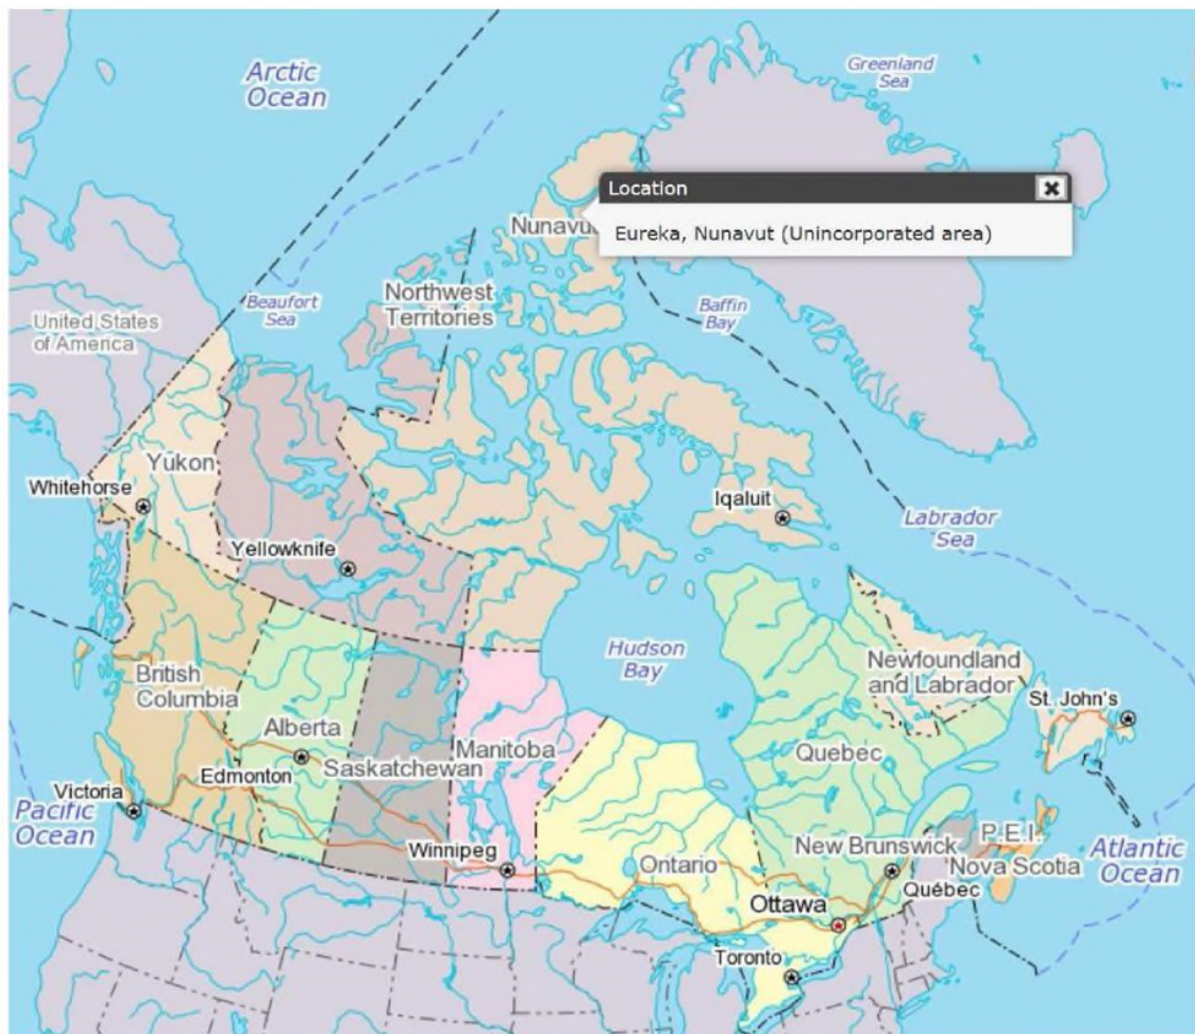 Arctic
Ocean
Greenland
Sea
Location
Nunavu
Eureka, Nunavut (Unincorporated area)
Beaufort
Sea
Northwest
Territories
Baffin
Bay
United States
of America
Yukon
Whitehorse
Iqaluit
Labrador
Sea
Yellowknife
Hudson
Bay
British
Columbia
Newfoundland
and Labrador
St. John's
Alberta
Manitoba
Quebec
Edmonton
Saskatchewan
Victoria
Pacific
Ocean
Winnipeg
Ontario
New Brunswick
P.E.I.
Nova Scotia
Atlantic
Ocean
Québec
Ottawa
Toronto